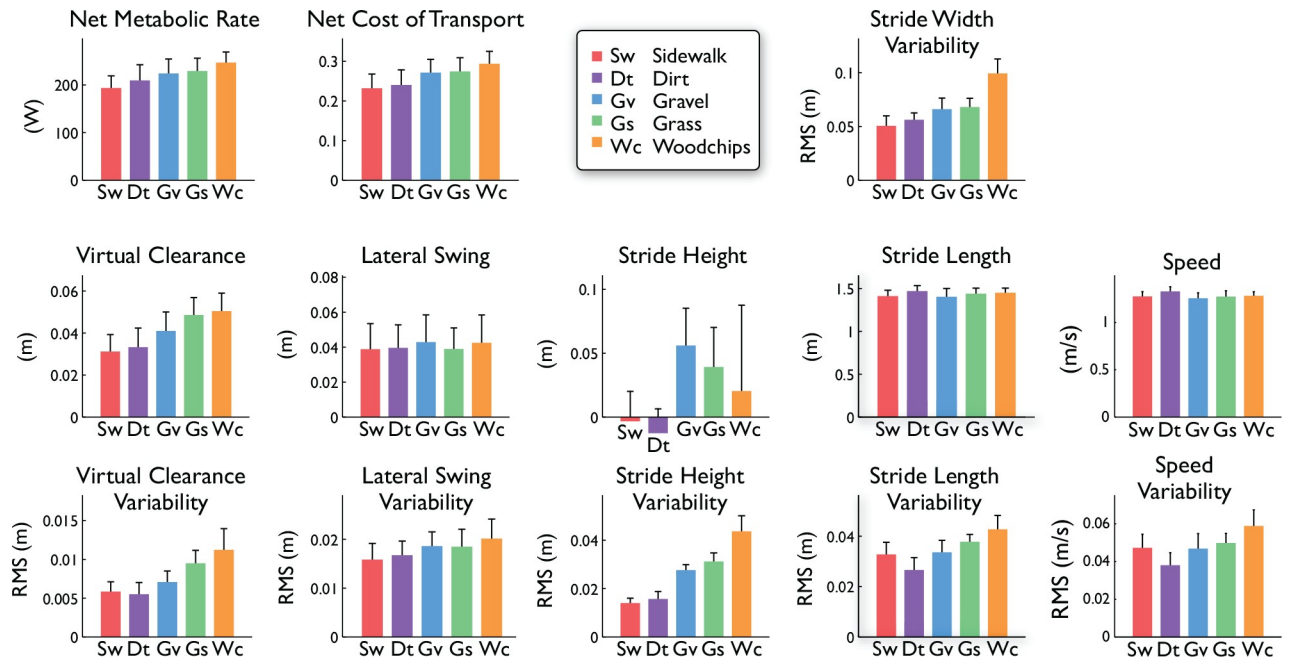 Net Metabolic Rate
(W)
200
100
0
Sw Dt Gv Gs Wc
Net Cost of Transport
0.3
0.2
0.1
0
Sw Dt Gv Gs Wc
Sw Sidewalk
Dt Dirt
Gv Gravel
Gs Grass
Wc Woodchips
Stride Width
Variability
RMS (m)
0.1
0.05
0
Sw Dt Gv Gs Wc
Virtual Clearance
(m)
0.06
0.04
0.02
0
Sw Dt Gv Gs Wc
Lateral Swing
(m)
0.08
0.06
0.04
0.02
0
Sw Dt Gv Gs Wc
Stride Height
(m)
0.1
0.05
0
Sw Dt Gv Gs Wc
Stride Length
(m)
1.5
1
0.5
0
Sw Dt Gv Gs Wc
Speed
(m/s)
1
0.5
0
Sw Dt Gv Gs Wc
Virtual Clearance
Variability
RMS (m)
0.015
0.01
0.005
0
Sw Dt Gv Gs Wc
Lateral Swing
Variability
RMS (m)
0.02
0.01
0
Sw Dt Gv Gs Wc
Stride Height
Variability
RMS (m)
0.04
0.02
0
Sw Dt Gv Gs Wc
Stride Length
Variability
RMS (m)
0.04
0.02
0
Sw Dt Gv Gs Wc
Speed
Variability
RMS (m/s)
0.06
0.04
0.02
0
Sw Dt Gv Gs Wc